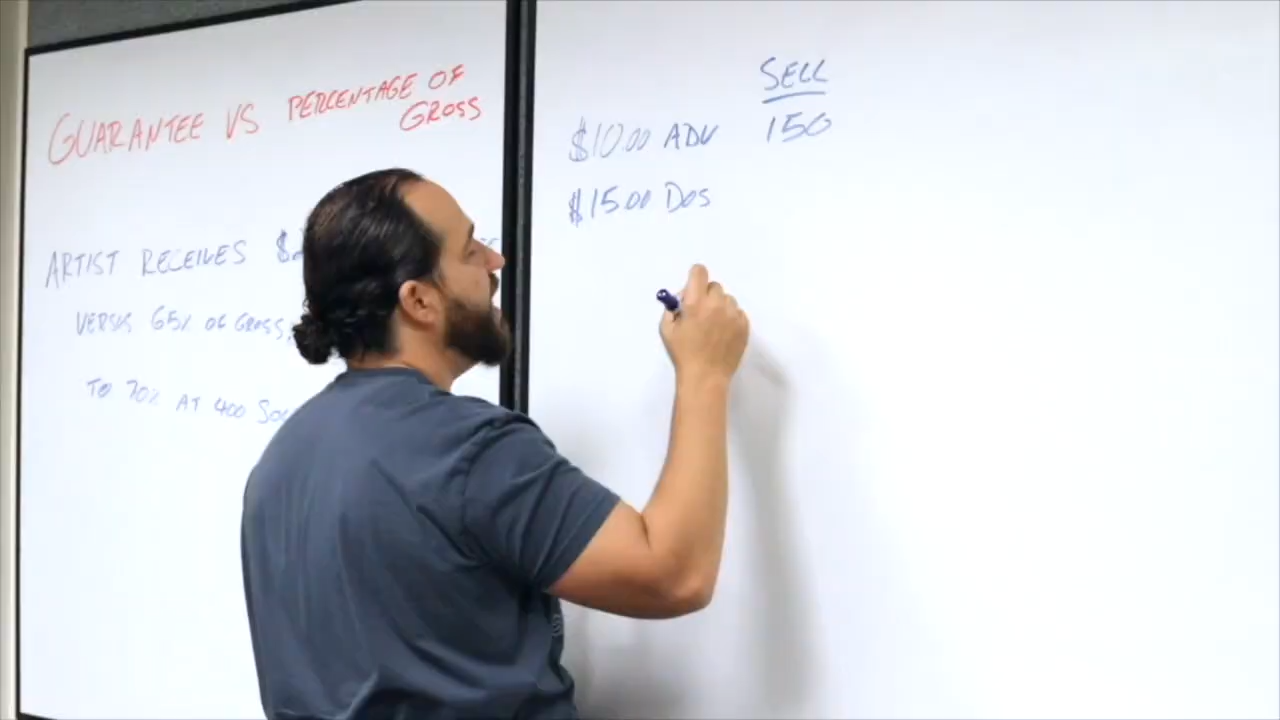 GUARANTEE VS PERCENTAGE OF
GROSS
ARTIST RECEIVES
VERSUS 65% OF GROSS,
TO 70% AT 400
SELL
$10.00 ADV 150
$15.00 DOS